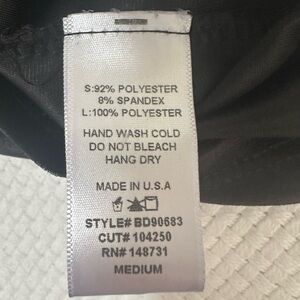 S:92% POLYESTER
8% SPANDEX
L:100% POLYESTER
HAND WASH COLD
DO NOT BLEACH
HANG DRY
MADE IN U.S.A
STYLE# BD90683
CUT# 104250
RN# 148731
MEDIUM